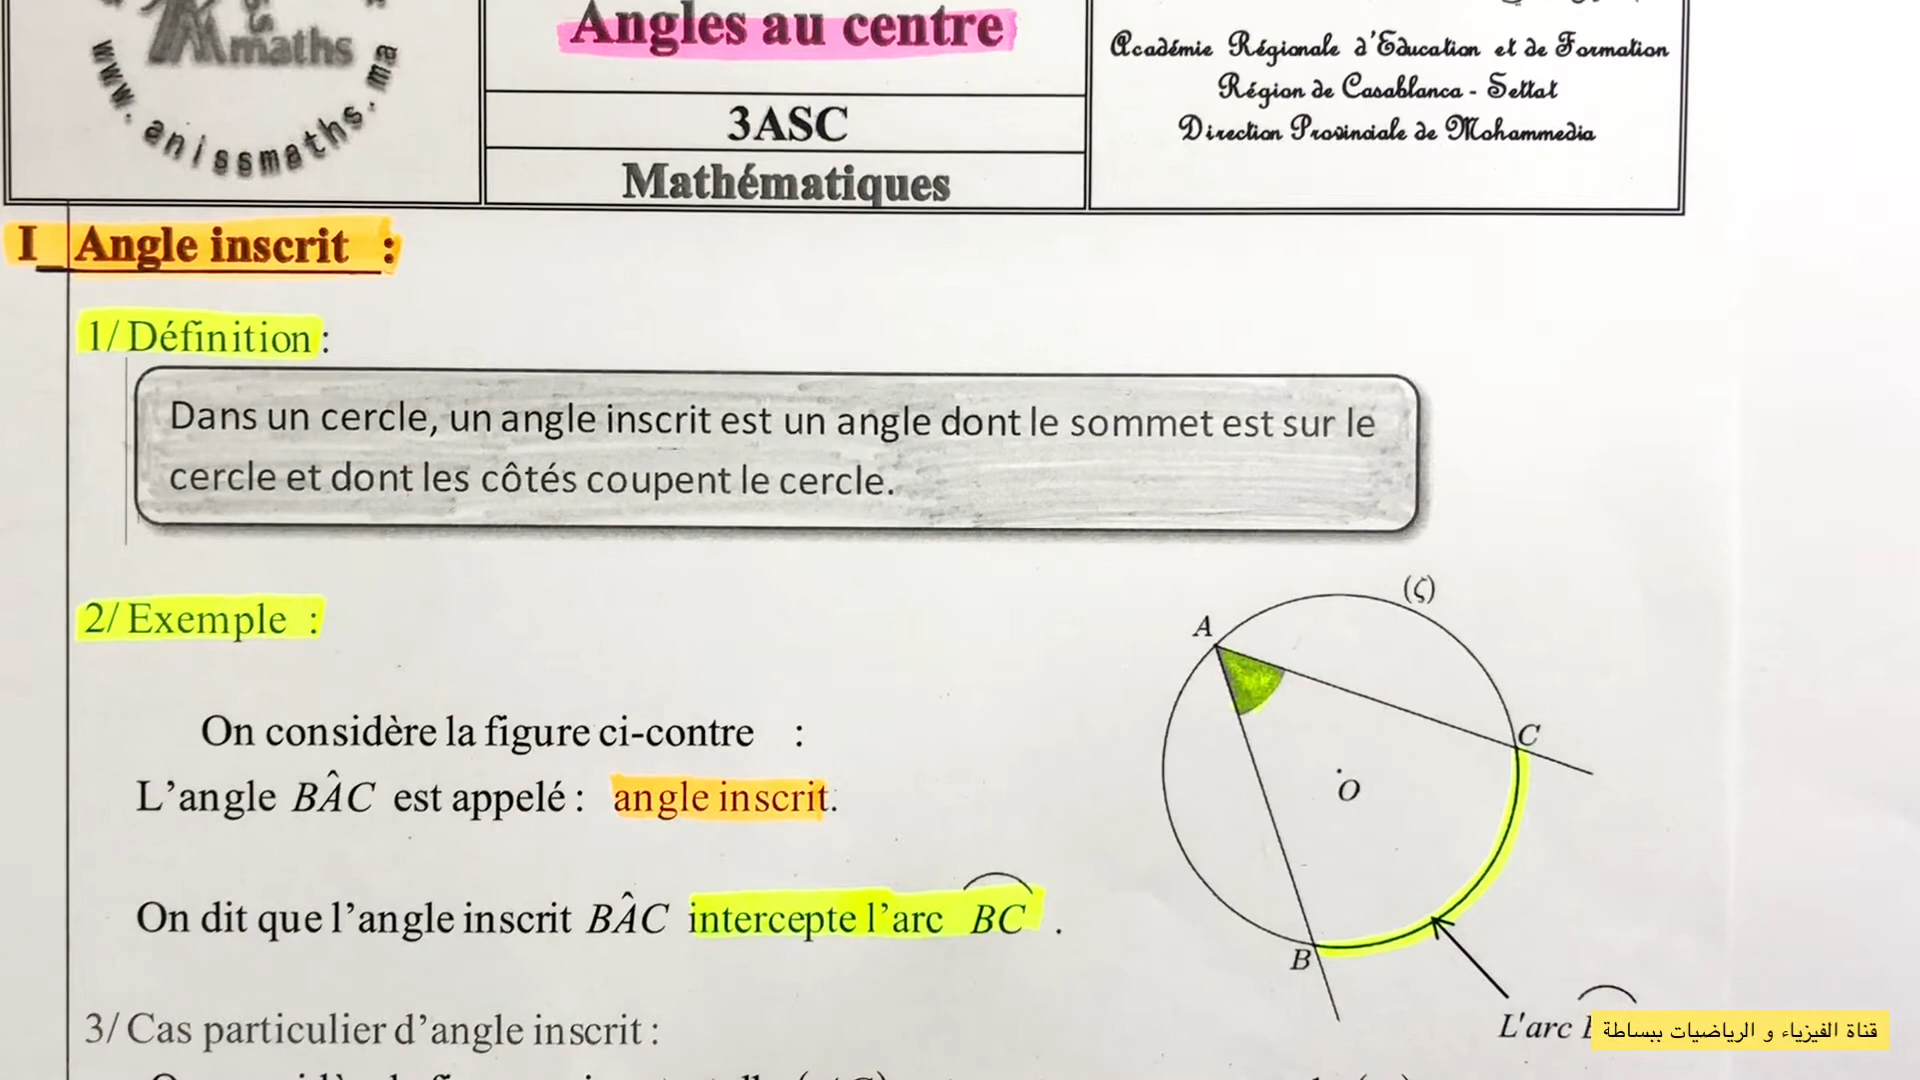 maths
www.anissmaths.ma
Angles au centre
3ASC
Mathématiques
Académie Régionale d'Education et de Formation
Région de Casablanca - Settat
Direction Provinciale de Mohammedia
I_ Angle inscrit :
1/ Définition :
Dans un cercle, un angle inscrit est un angle dont le sommet est sur le
cercle et dont les côtés coupent le cercle.
2/ Exemple :
On considère la figure ci-contre :
L’angle BÂC est appelé : angle inscrit.
On dit que l’angle inscrit BÂC intercepte l’arc BC .
(ζ)
A
C
O
B
L'arc
3/ Cas particulier d’angle inscrit :
قناة الفيزياء و الرياضيات ببساطة